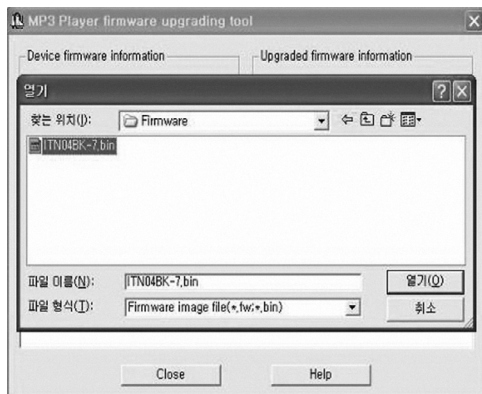 MP3 Player firmware upgrading tool
Device firmware information
Upgraded firmware information
열기
찾는 위치(I):
Firmware
ITN04BK-7.bin
파일 이름(N):
ITN04BK-7.bin
열기(O)
파일 형식(T):
Firmware image file(*.fw;*.bin)
취소
Close
Help